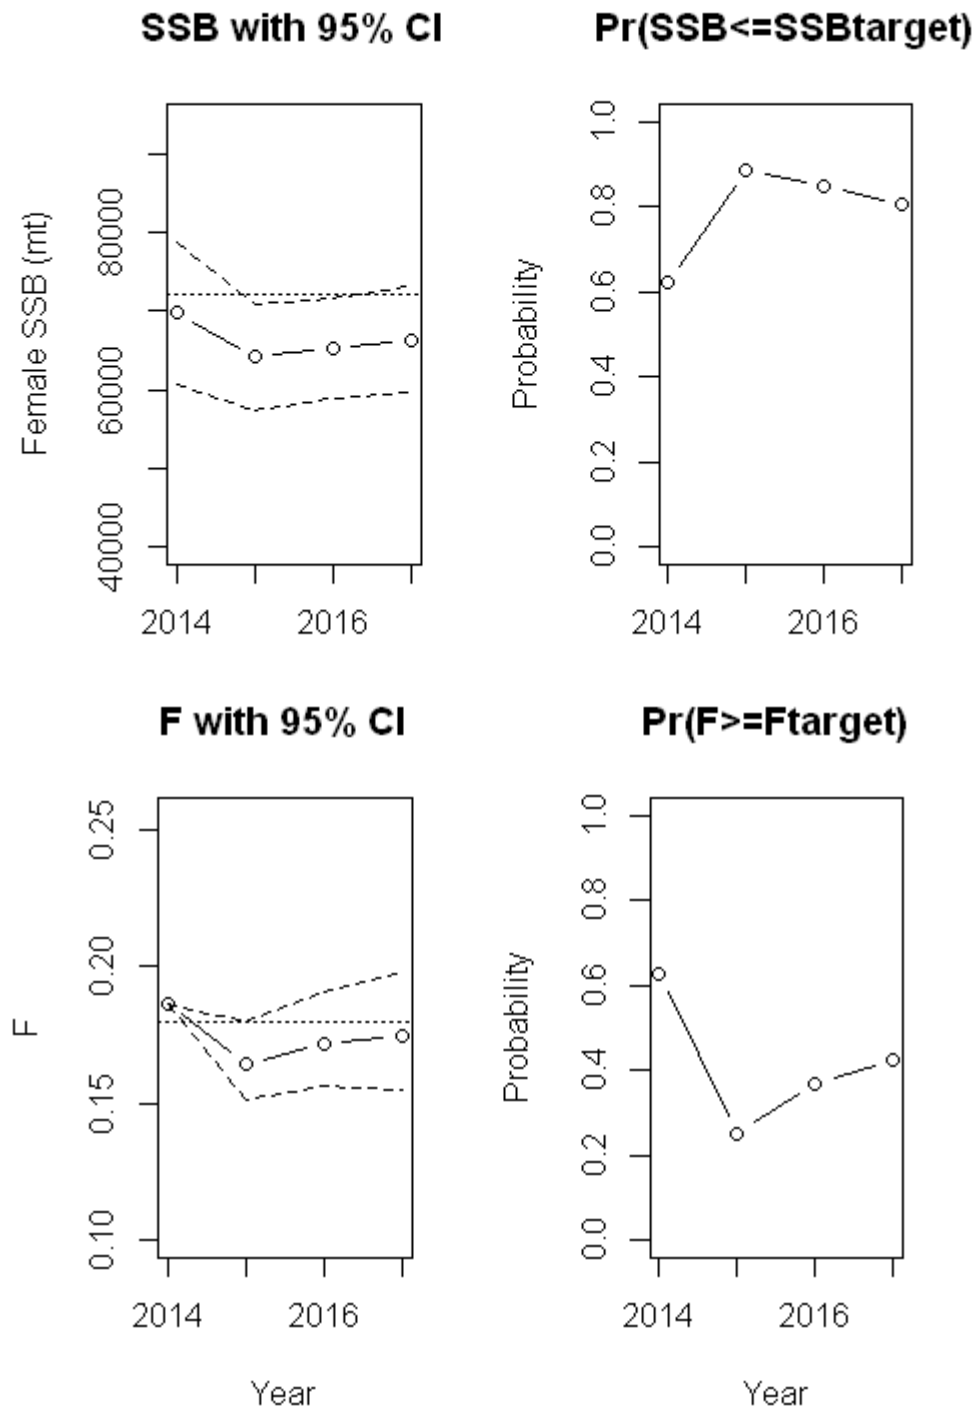 SSB with 95% CI
Female SSB (mt)
80000
60000
40000
2014 2016
Pr(SSB<=SSBtarget)
Probability
1.0
0.8
0.6
0.4
0.2
0.0
2014 2016
F with 95% CI
F
0.25
0.20
0.15
0.10
2014 2016
Year
Pr(F>=Ftarget)
Probability
1.0
0.8
0.6
0.4
0.2
0.0
2014 2016
Year